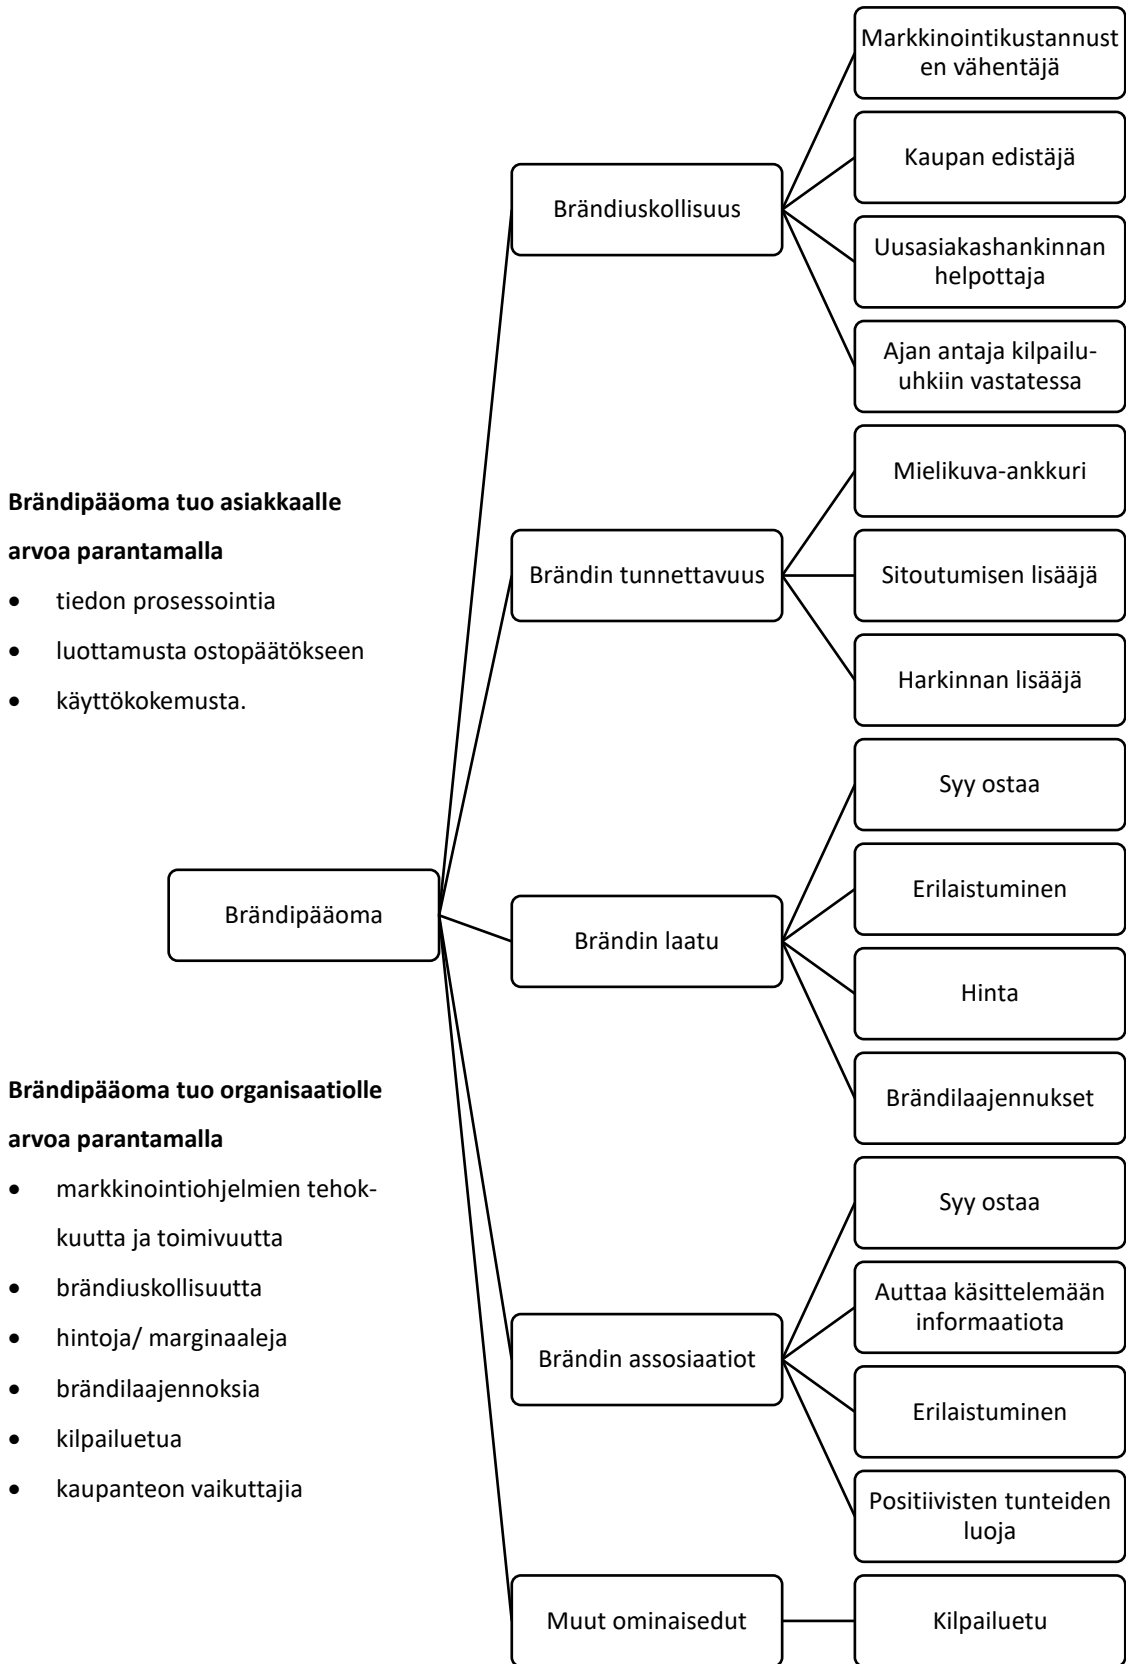 Markkinointikustannust
en vähentäjä
Kaupan edistäjä
Brändiuskollisuus
Uusasiakashankinnan
helpottaja
Ajan antaja kilpailu-
uhkiin vastatessa
Mielikuva-ankkuri
Brändipääoma tuo asiakkaalle
arvoa parantamalla
• tiedon prosessointia
• luottamusta ostopäätökseen
• käyttökokemusta.
Brändin tunnettavuus
Sitoutumisen lisääjä
Harkinnan lisääjä
Syy ostaa
Erilaistuminen
Brändipääoma
Brändin laatu
Hinta
Brändilaajennukset
Brändipääoma tuo organisaatiolle
arvoa parantamalla
• markkinointiohjelmien tehok-
kuutta ja toimivuutta
• brändiuskollisuutta
• hintoja/ marginaaleja
• brändilaajennoksia
• kilpailuetua
• kaupanteon vaikuttajia
Syy ostaa
Auttaa käsittelemään
informaatiota
Brändin assosiaatiot
Erilaistuminen
Positiivisten tunteiden
luoja
Muut ominaisedut
Kilpailuetu